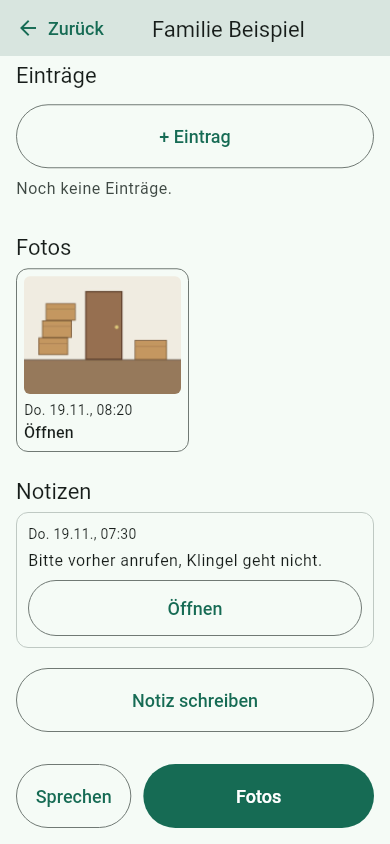 Zurück
Familie Beispiel
Einträge
+ Eintrag
Noch keine Einträge.
Fotos
Do. 19.11., 08:20
Öffnen
Notizen
Do. 19.11., 07:30
Bitte vorher anrufen, Klingel geht nicht.
Öffnen
Notiz schreiben
Sprechen
Fotos